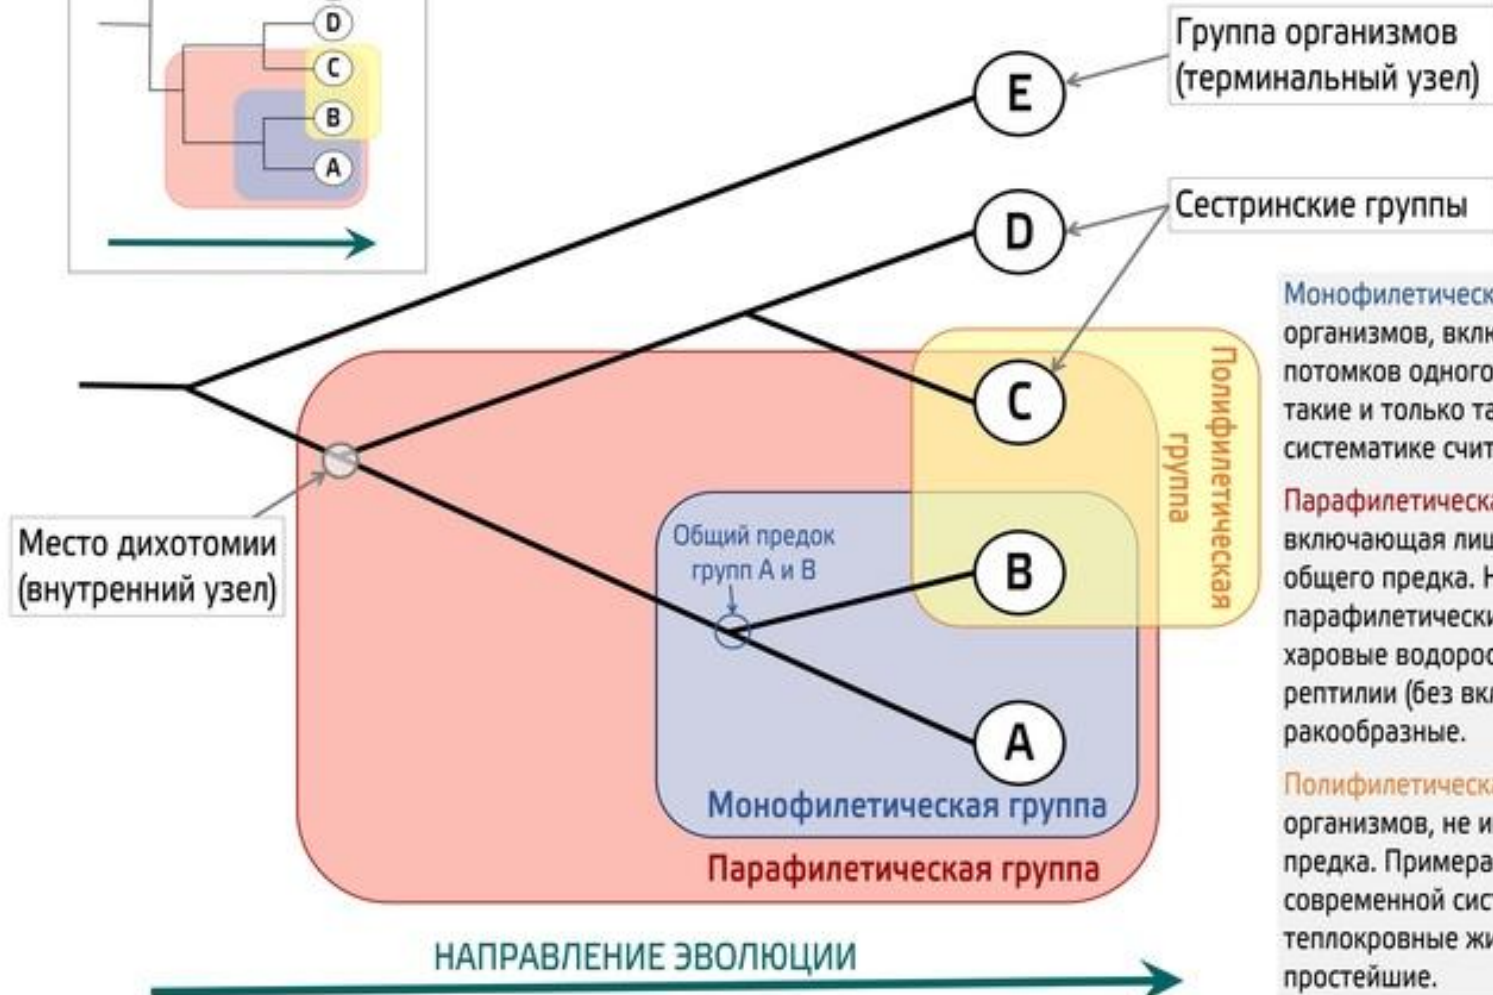 D
C
B
A
E
D
C
B
A
Группа организмов
(терминальный узел)
Сестринские группы
Место дихотомии
(внутренний узел)
Общий предок
групп А и В
Полифилетическая
группа
Монофилетическая группа
Парафилетическая группа
НАПРАВЛЕНИЕ ЭВОЛЮЦИИ
Монофилетическ
организмов, вклю
потомков одного
такие и только та
систематике счит
Парафилетическа
включающая лиш
общего предка. Н
парафилетически
харовые водорос
рептилии (без вкл
ракообразные.
Полифилетическа
организмов, не и
предка. Примера
современной сист
теплокровные жи
простейшие.